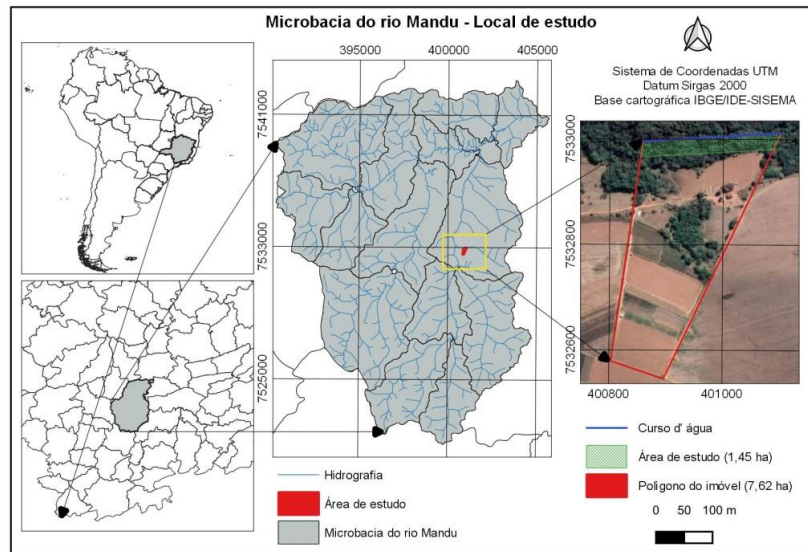 Microbacia do rio Mandu - Local de estudo
395000 400000 405000
7541000
7533000
7525000
Hidrografia
Área de estudo
Microbacia do rio Mandu
Sistema de Coordenadas UTM
Datum Sirgas 2000
Base cartográfica IBGE/IDE-SISEMA
7533000
7532800
7532600
400800 401000
Curso d' água
Área de estudo (1,45 ha)
Poligono do imóvel (7,62 ha)
0 50 100 m